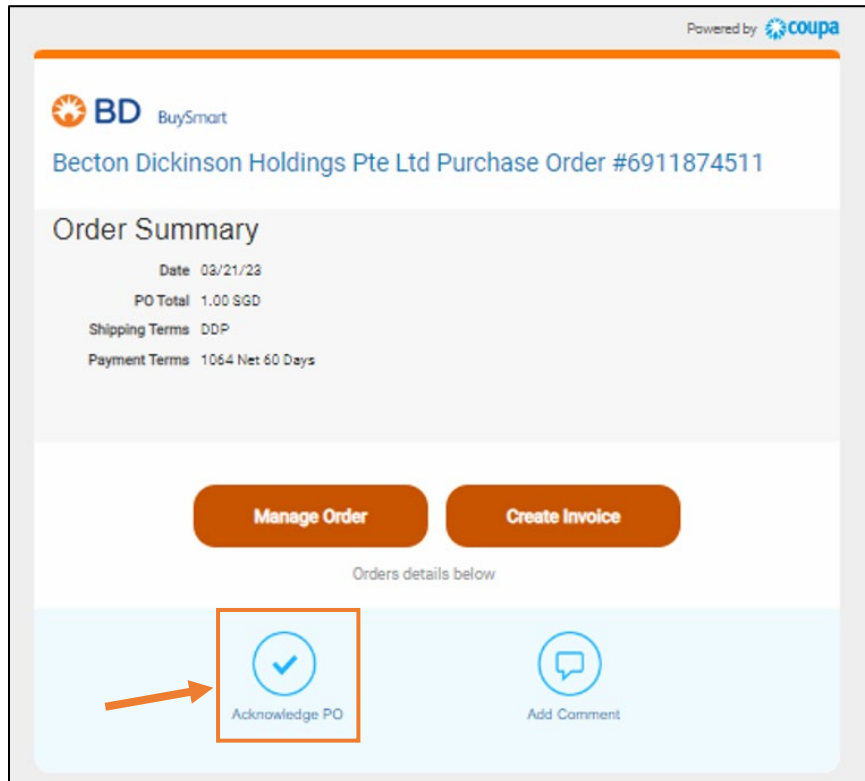 Powered by coupa
BD BuySmart
Becton Dickinson Holdings Pte Ltd Purchase Order #6911874511
Order Summary
Date 03/21/23
PO Total 1.00 SGD
Shipping Terms DDP
Payment Terms 1064 Net 60 Days
Manage Order Create Invoice
Orders details below
Acknowledge PO Add Comment